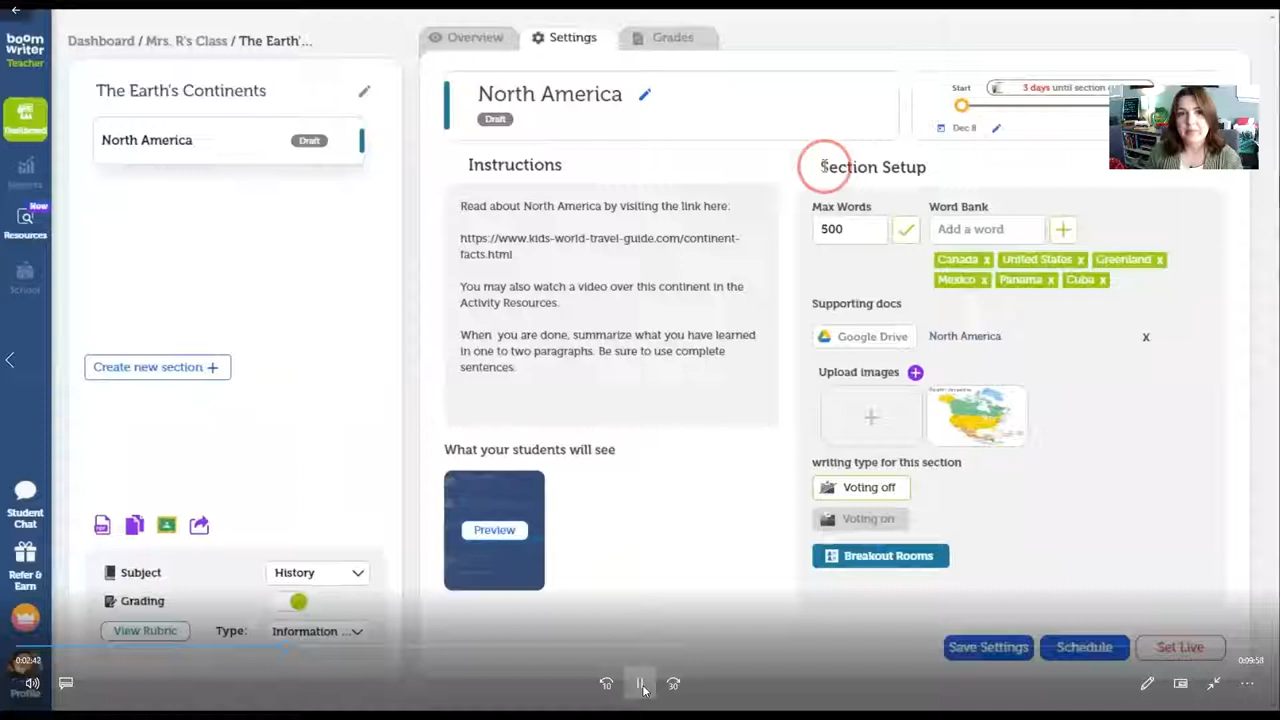 boom
writer
Teacher
Dashboard / Mrs. R's Class / The Earth'...
Overview
Settings
Grades
The Earth's Continents
North America
Draft
Dashboard
Reports
New
Resources
School
Create new section +
Student
Chat
Refer &
Earn
Profile
Subject
History
Grading
View Rubric
Type:
Information ...
North America
Draft
Start
3 days until section
Dec 8
Instructions
Read about North America by visiting the link here:
https://www.kids-world-travel-guide.com/continent-
facts.html
You may also watch a video over this continent in the
Activity Resources.
When you are done, summarize what you have learned
in one to two paragraphs. Be sure to use complete
sentences.
What your students will see
Preview
Section Setup
Max Words
Word Bank
500
Add a word
Canada x
United States x
Greenland x
Mexico x
Panama x
Cuba x
Supporting docs
Google Drive
North America
X
Upload images
writing type for this section
Voting off
Voting on
Breakout Rooms
Save Settings
Schedule
Set Live
0:02:42
0:09:58
10
30